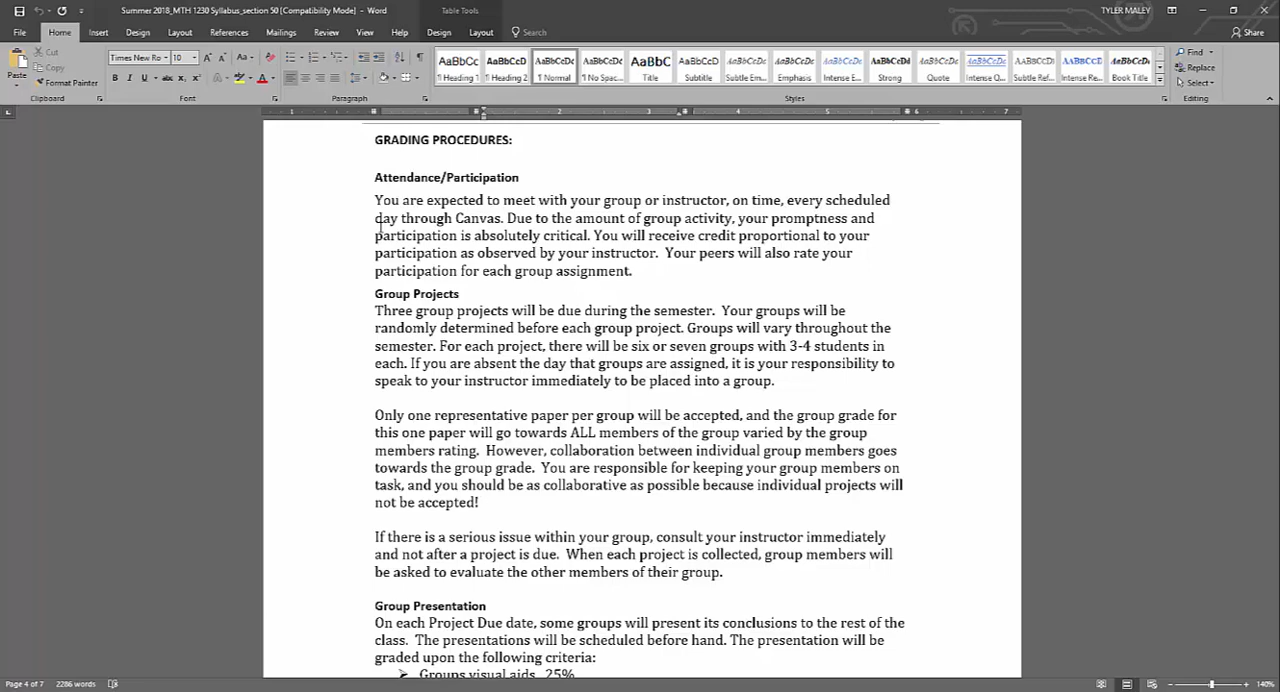 Summer 2018_MTH 1230 Syllabus_section 50 [Compatibility Mode] - Word
Table Tools
TYLER MALEY
File Home Insert Design Layout References Mailings Review View Help Design Layout Search Share
Paste
Cut
Copy
Format Painter
Clipboard
Times New Ro 10
Font
Paragraph
AaBbCc AaBbCcD AaBbCcDc AaBbCcDc AaBbC AaBbCcD AaBbCcDc AaBbCcDc AaBbCcDc AaBbCcDc AaBbCcDc AaBbCcDc AABBCCDC AABBCCD AaBbCcDc
¶ Heading 1 ¶ Heading 2 ¶ Normal ¶ No Spac... Title Subtitle Subtle Em... Emphasis Intense E... Strong Quote Intense Q... Subtle Ref... Intense Re... Book Title
Styles
Find
Replace
Select
Editing
GRADING PROCEDURES:
Attendance/Participation
You are expected to meet with your group or instructor, on time, every scheduled
day through Canvas. Due to the amount of group activity, your promptness and
participation is absolutely critical. You will receive credit proportional to your
participation as observed by your instructor.  Your peers will also rate your
participation for each group assignment.
Group Projects
Three group projects will be due during the semester.  Your groups will be
randomly determined before each group project. Groups will vary throughout the
semester. For each project, there will be six or seven groups with 3-4 students in
each. If you are absent the day that groups are assigned, it is your responsibility to
speak to your instructor immediately to be placed into a group.
Only one representative paper per group will be accepted, and the group grade for
this one paper will go towards ALL members of the group varied by the group
members rating.  However, collaboration between individual group members goes
towards the group grade.  You are responsible for keeping your group members on
task, and you should be as collaborative as possible because individual projects will
not be accepted!
If there is a serious issue within your group, consult your instructor immediately
and not after a project is due.  When each project is collected, group members will
be asked to evaluate the other members of their group.
Group Presentation
On each Project Due date, some groups will present its conclusions to the rest of the
class.  The presentations will be scheduled before hand. The presentation will be
graded upon the following criteria:
➤ Groups visual aids  25%
Page 4 of 7 2286 words 140%